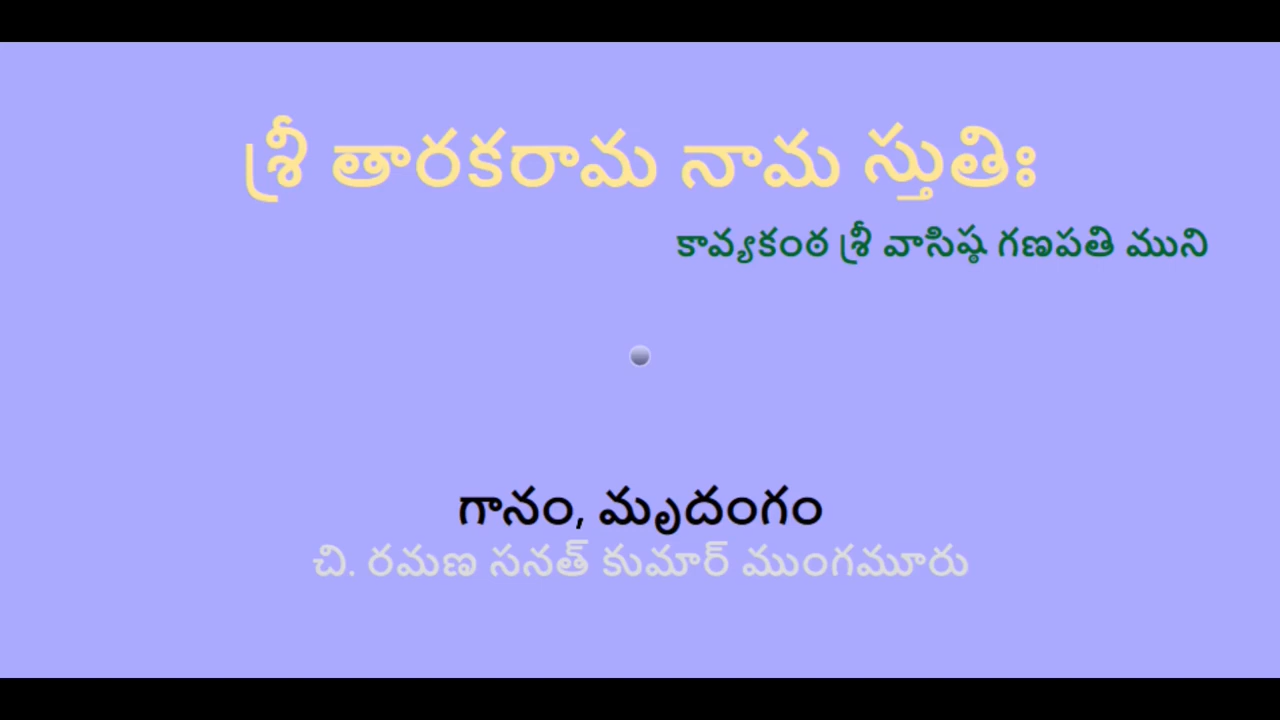 శ్రీ తారకరామ నామ స్తుతిః
కావ్యకంఠ శ్రీ వాసిష్ఠ గణపతి ముని
గానం, మృదంగం
చి. రమణ సనత్ కుమార్ ముంగమూరు